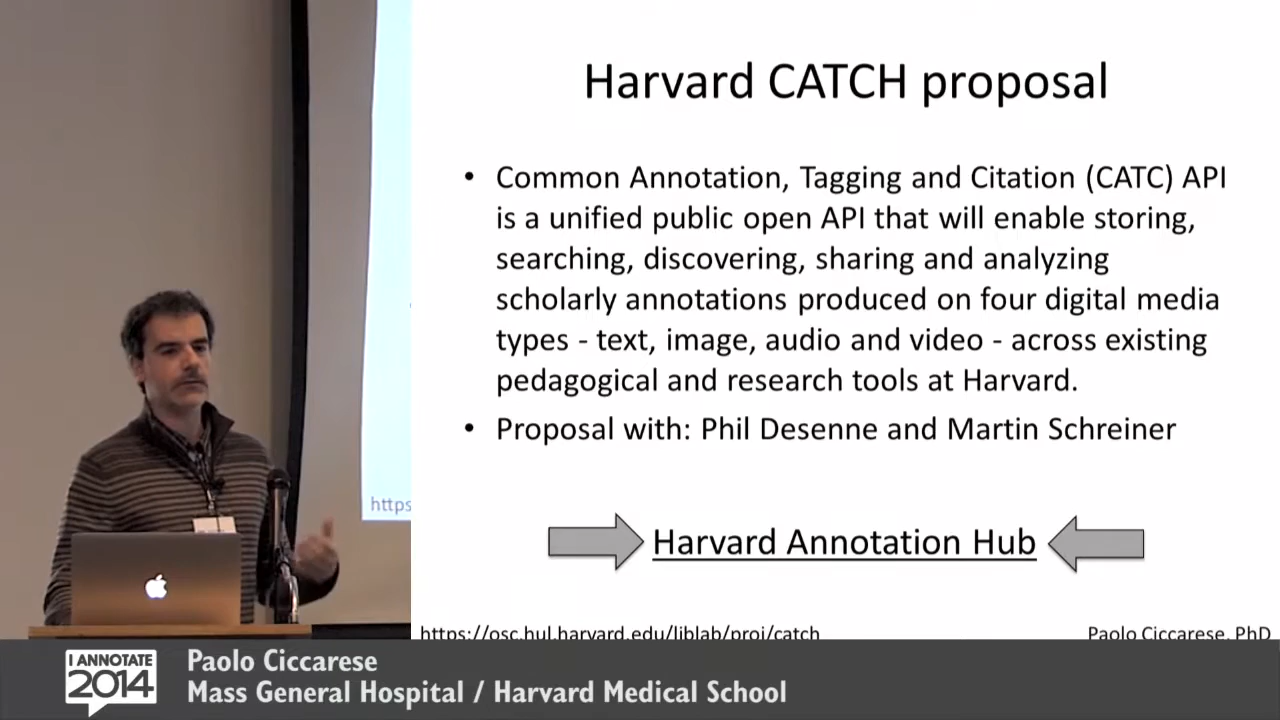 Harvard CATCH proposal
• Common Annotation, Tagging and Citation (CATC) API
is a unified public open API that will enable storing,
searching, discovering, sharing and analyzing
scholarly annotations produced on four digital media
types - text, image, audio and video - across existing
pedagogical and research tools at Harvard.
• Proposal with: Phil Desenne and Martin Schreiner
https
Harvard Annotation Hub
https://osc.hul.harvard.edu/liblab/proj/catch
Paolo Ciccarese, PhD
I ANNOTATE
2014
Paolo Ciccarese
Mass General Hospital / Harvard Medical School